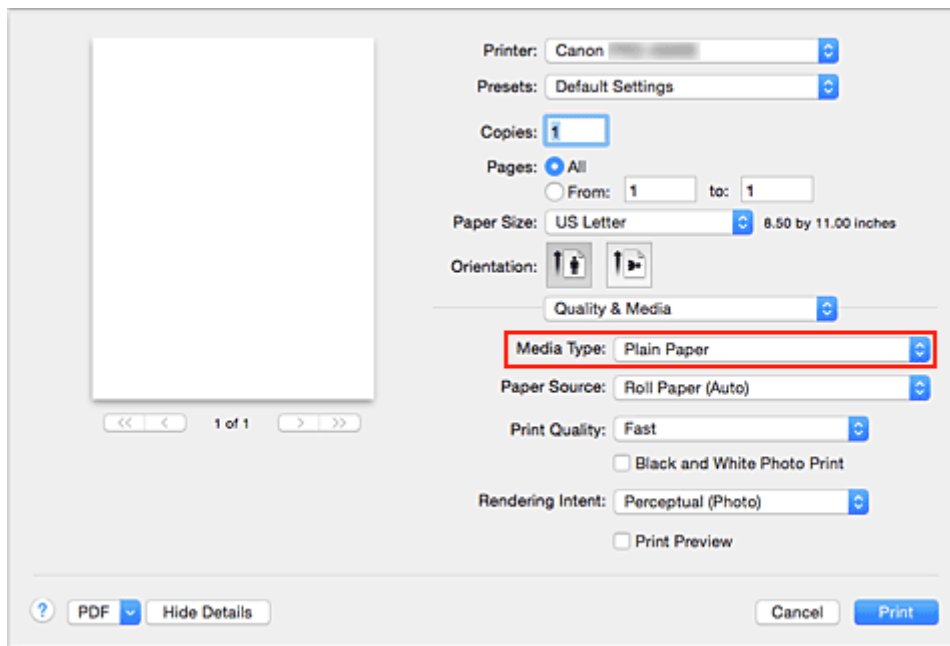 Printer: Canon
Presets: Default Settings
Copies: 1
Pages: All
From: 1 to: 1
Paper Size: US Letter 8.50 by 11.00 inches
Orientation:
Quality & Media
Media Type: Plain Paper
Paper Source: Roll Paper (Auto)
<< < 1 of 1 > >>
Print Quality: Fast
Black and White Photo Print
Rendering Intent: Perceptual (Photo)
Print Preview
? PDF Hide Details Cancel Print